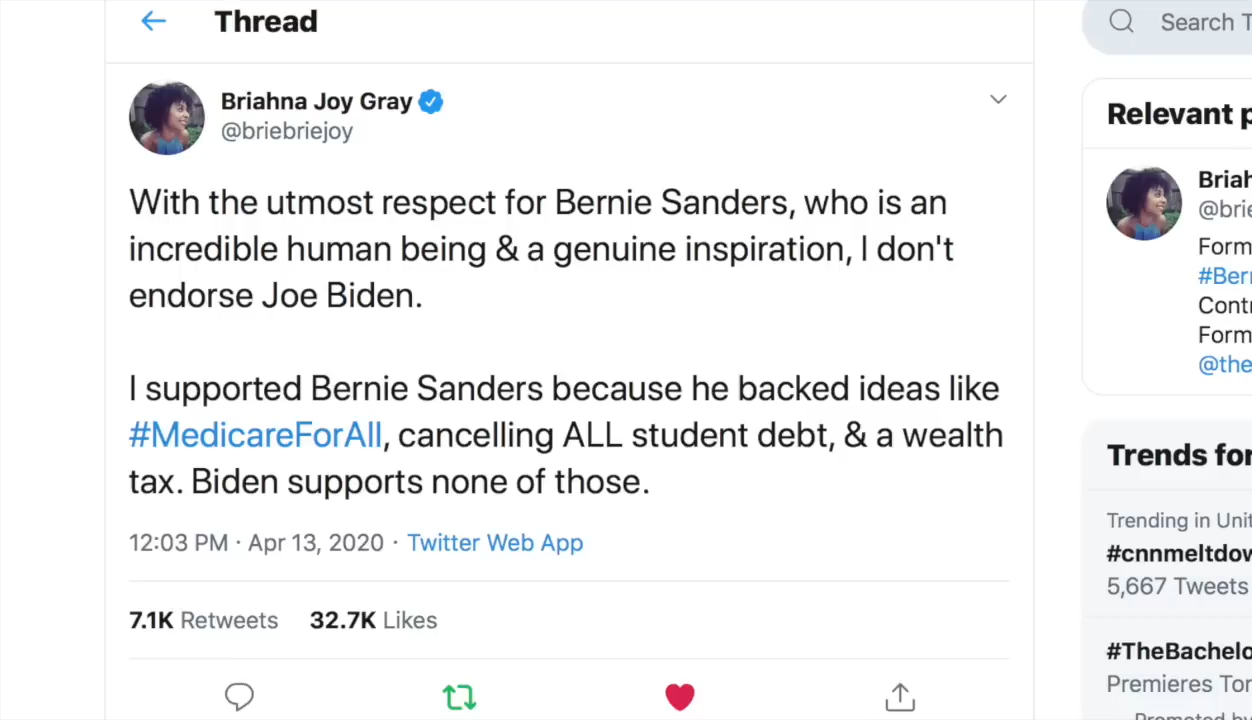 Thread
Search T
Briahna Joy Gray
@briebriejoy
With the utmost respect for Bernie Sanders, who is an
incredible human being & a genuine inspiration, I don't
endorse Joe Biden.
I supported Bernie Sanders because he backed ideas like
#MedicareForAll, cancelling ALL student debt, & a wealth
tax. Biden supports none of those.
12:03 PM · Apr 13, 2020 · Twitter Web App
7.1K Retweets 32.7K Likes
Relevant p
Briah
@brie
Form
#Bern
Contr
Form
@the
Trends for
Trending in Unit
#cnnmeltdow
5,667 Tweets
#TheBachelo
Premieres Tor
Promoted by